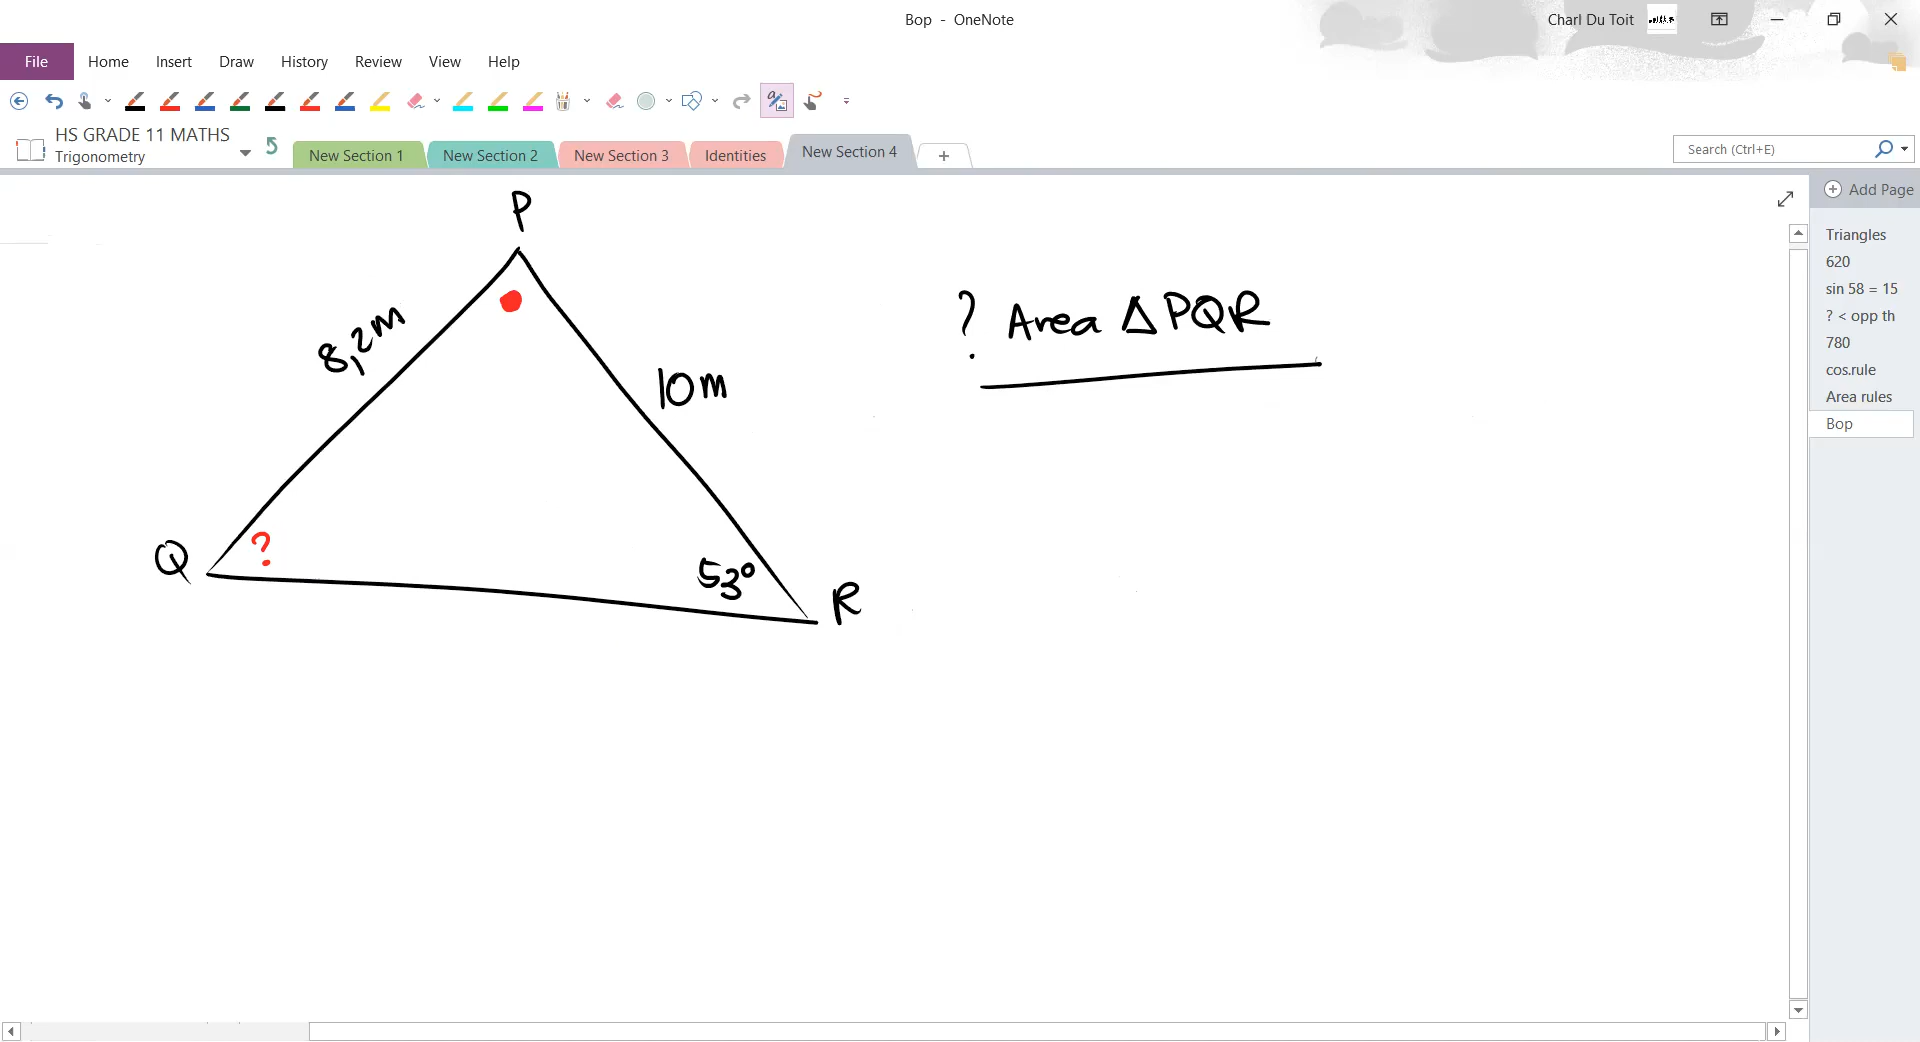 Bop - OneNote
Charl Du Toit
File Home Insert Draw History Review View Help
HS GRADE 11 MATHS
Trigonometry
New Section 1 New Section 2 New Section 3 Identities New Section 4 +
Search (Ctrl+E)
Add Page
Triangles
620
sin 58 = 15
? < opp th
780
cos.rule
Area rules
Bop
P
8,2m
10m
Q
?
53°
R
? Area Δ PQR